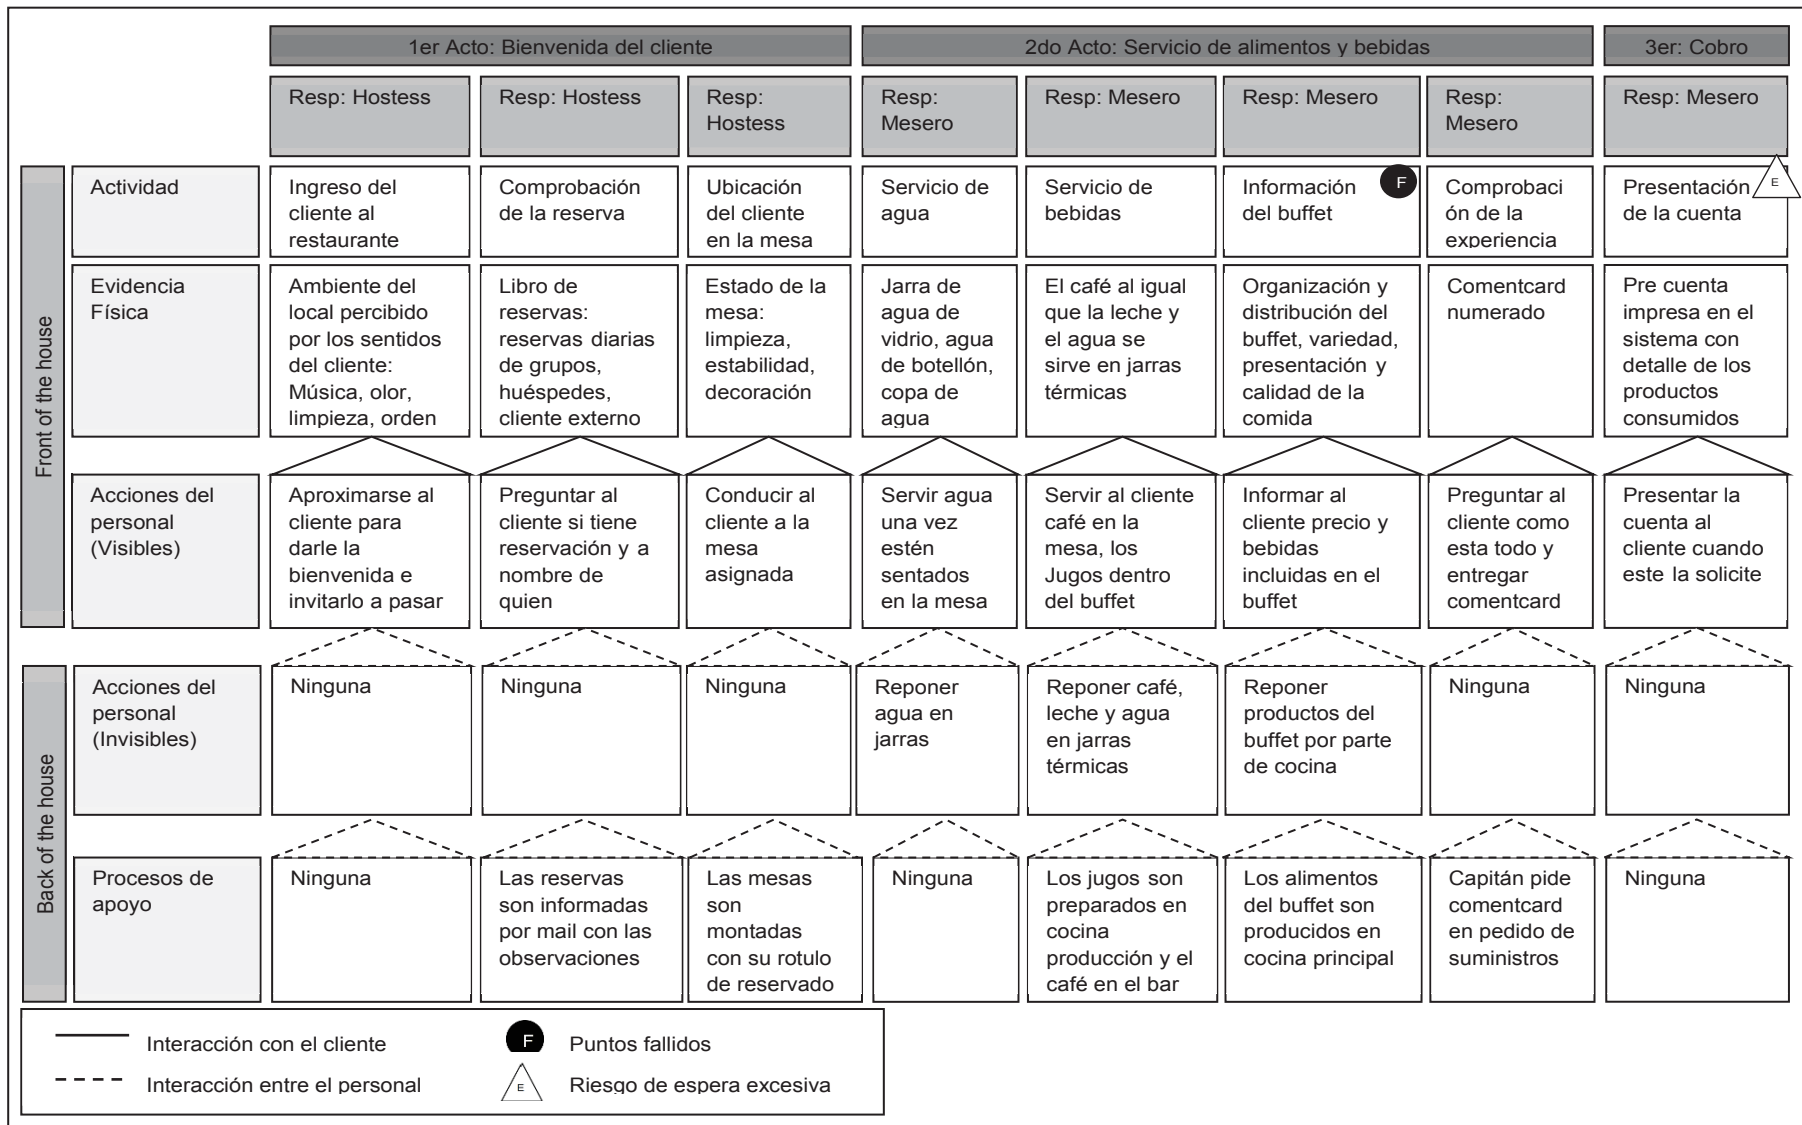 1er Acto: Bienvenida del cliente
2do Acto: Servicio de alimentos y bebidas
3er: Cobro
Resp: Hostess
Resp: Hostess
Resp:
Hostess
Resp:
Mesero
Resp: Mesero
Resp: Mesero
Resp:
Mesero
Resp: Mesero
Front of the house
Actividad
Ingreso del
cliente al
restaurante
Comprobación
de la reserva
Ubicación
del cliente
en la mesa
Servicio de
agua
Servicio de
bebidas
Información
del buffet
F
Comprobaci
ón de la
experiencia
Presentación
de la cuenta
E
Evidencia
Física
Ambiente del
local percibido
por los sentidos
del cliente:
Música, olor,
limpieza, orden
Libro de
reservas:
reservas diarias
de grupos,
huéspedes,
cliente externo
Estado de la
mesa:
limpieza,
estabilidad,
decoración
Jarra de
agua de
vidrio, agua
de botellón,
copa de
agua
El café al igual
que la leche y
el agua se
sirve en jarras
térmicas
Organización y
distribución del
buffet, variedad,
presentación y
calidad de la
comida
Comentcard
numerado
Pre cuenta
impresa en el
sistema con
detalle de los
productos
consumidos
Acciones del
personal
(Visibles)
Aproximarse al
cliente para
darle la
bienvenida e
invitarlo a pasar
Preguntar al
cliente si tiene
reservación y a
nombre de
quien
Conducir al
cliente a la
mesa
asignada
Servir agua
una vez
estén
sentados
en la mesa
Servir al cliente
café en la
mesa, los
Jugos dentro
del buffet
Informar al
cliente precio y
bebidas
incluidas en el
buffet
Preguntar al
cliente como
esta todo y
entregar
comentcard
Presentar la
cuenta al
cliente cuando
este la solicite
Back of the house
Acciones del
personal
(Invisibles)
Ninguna
Ninguna
Ninguna
Reponer
agua en
jarras
Reponer café,
leche y agua
en jarras
térmicas
Reponer
productos del
buffet por parte
de cocina
Ninguna
Ninguna
Procesos de
apoyo
Ninguna
Las reservas
son informadas
por mail con las
observaciones
Las mesas
son
montadas
con su rotulo
de reservado
Ninguna
Los jugos son
preparados en
cocina
producción y el
café en el bar
Los alimentos
del buffet son
producidos en
cocina principal
Capitán pide
comentcard
en pedido de
suministros
Ninguna
Interacción con el cliente
F
Puntos fallidos
Interacción entre el personal
E
Riesgo de espera excesiva